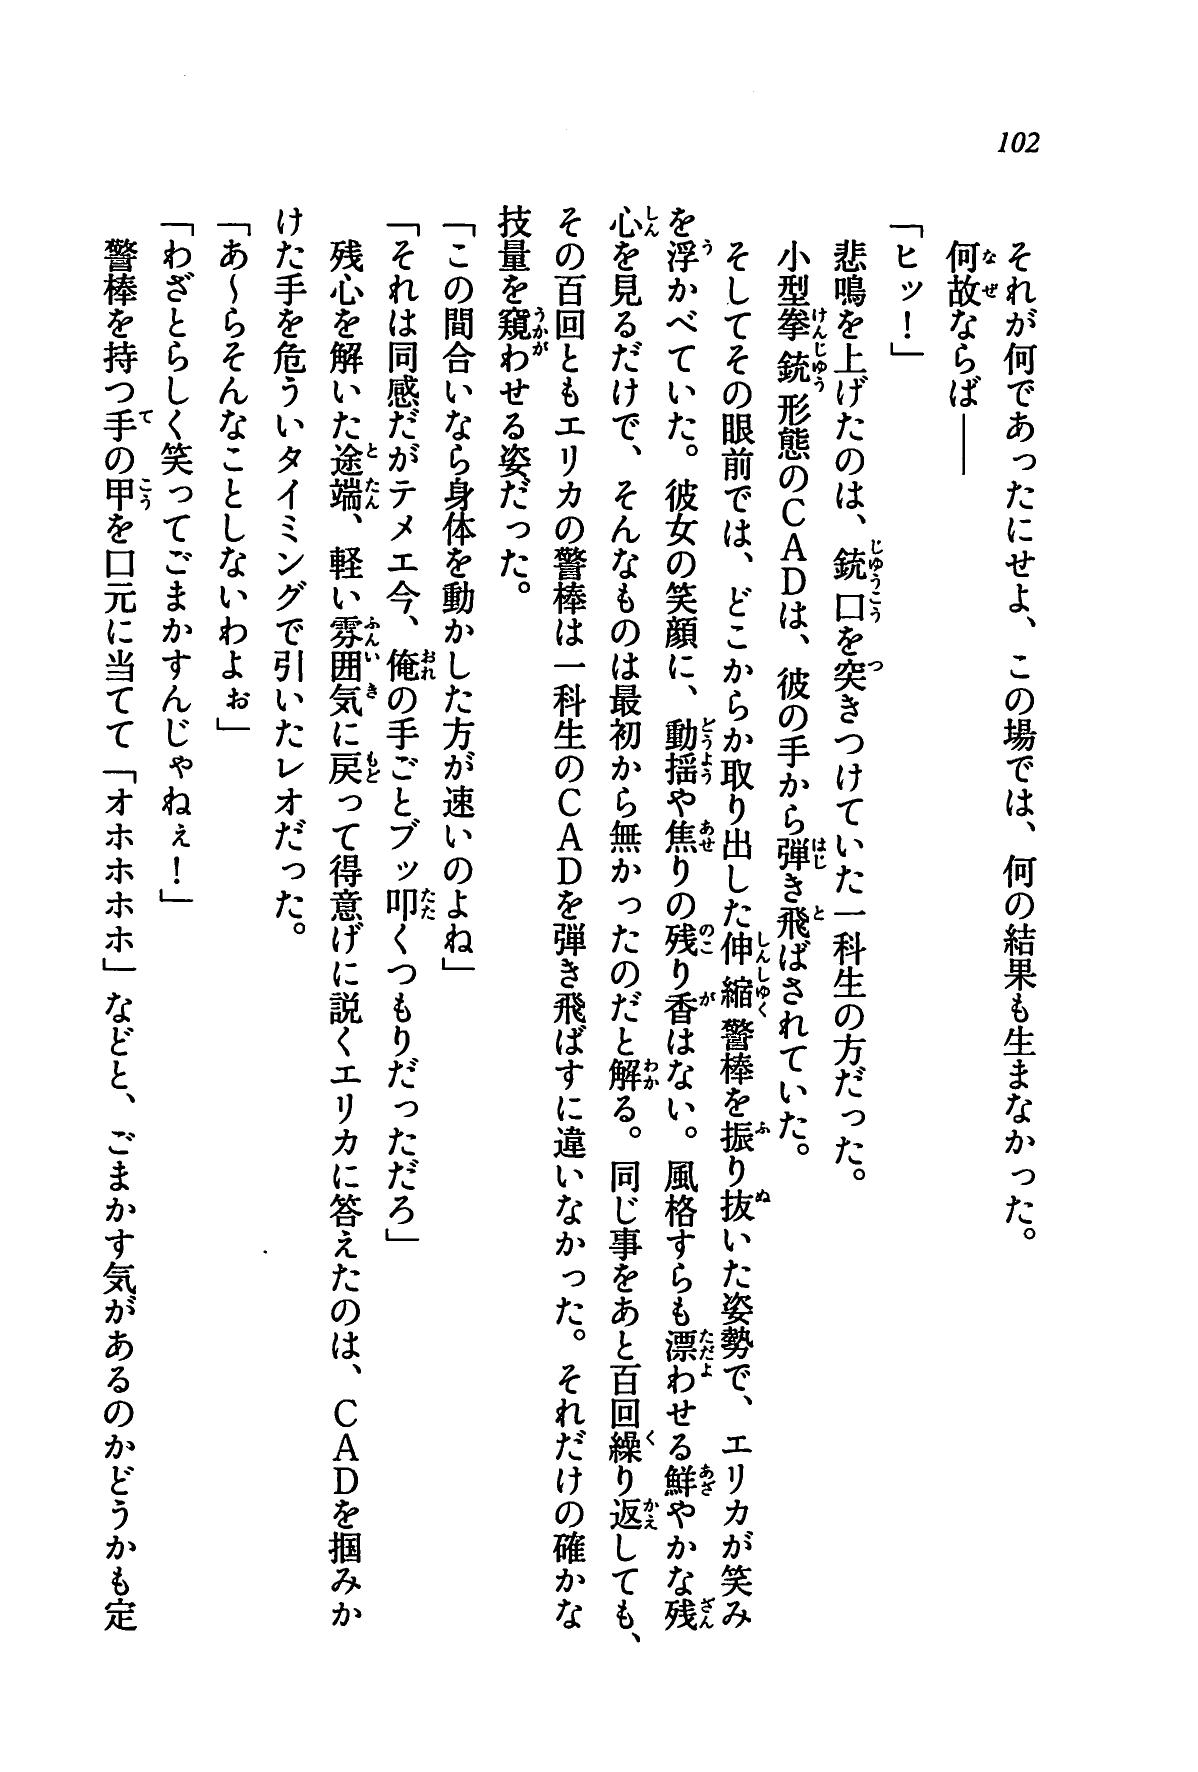 102
それが何であったにせよ、この場では、何の結果も生まなかった。
何故ならば――
「ヒッ！」
悲鳴を上げたのは、銃口を突きつけていた一科生の方だった。
小型拳銃形態のＣＡＤは、彼の手から弾き飛ばされていた。
そしてその眼前では、どこからか取り出した伸縮警棒を振り抜いた姿勢で、エリカが笑み
を浮かべていた。彼女の笑顔に、動揺や焦りの残り香はない。風格すらも漂わせる鮮やかな残
心を見るだけで、そんなものは最初から無かったのだと解る。同じ事をあと百回繰り返しても、
その百回ともエリカの警棒は一科生のＣＡＤを弾き飛ばすに違いなかった。それだけの確かな
技量を窺わせる姿だった。
「この間合いなら身体を動かした方が速いのよね」
「それは同感だがテメエ今、俺の手ごとブッ叩くつもりだっただろ」
残心を解いた途端、軽い雰囲気に戻って得意げに説くエリカに答えたのは、ＣＡＤを掴みか
けた手を危ういタイミングで引いたレオだった。
「あ～らそんなことしないわよぉ」
「わざとらしく笑ってごまかすんじゃねぇ！」
警棒を持つ手の甲を口元に当てて「オホホホホ」などと、ごまかす気があるのかどうかも定